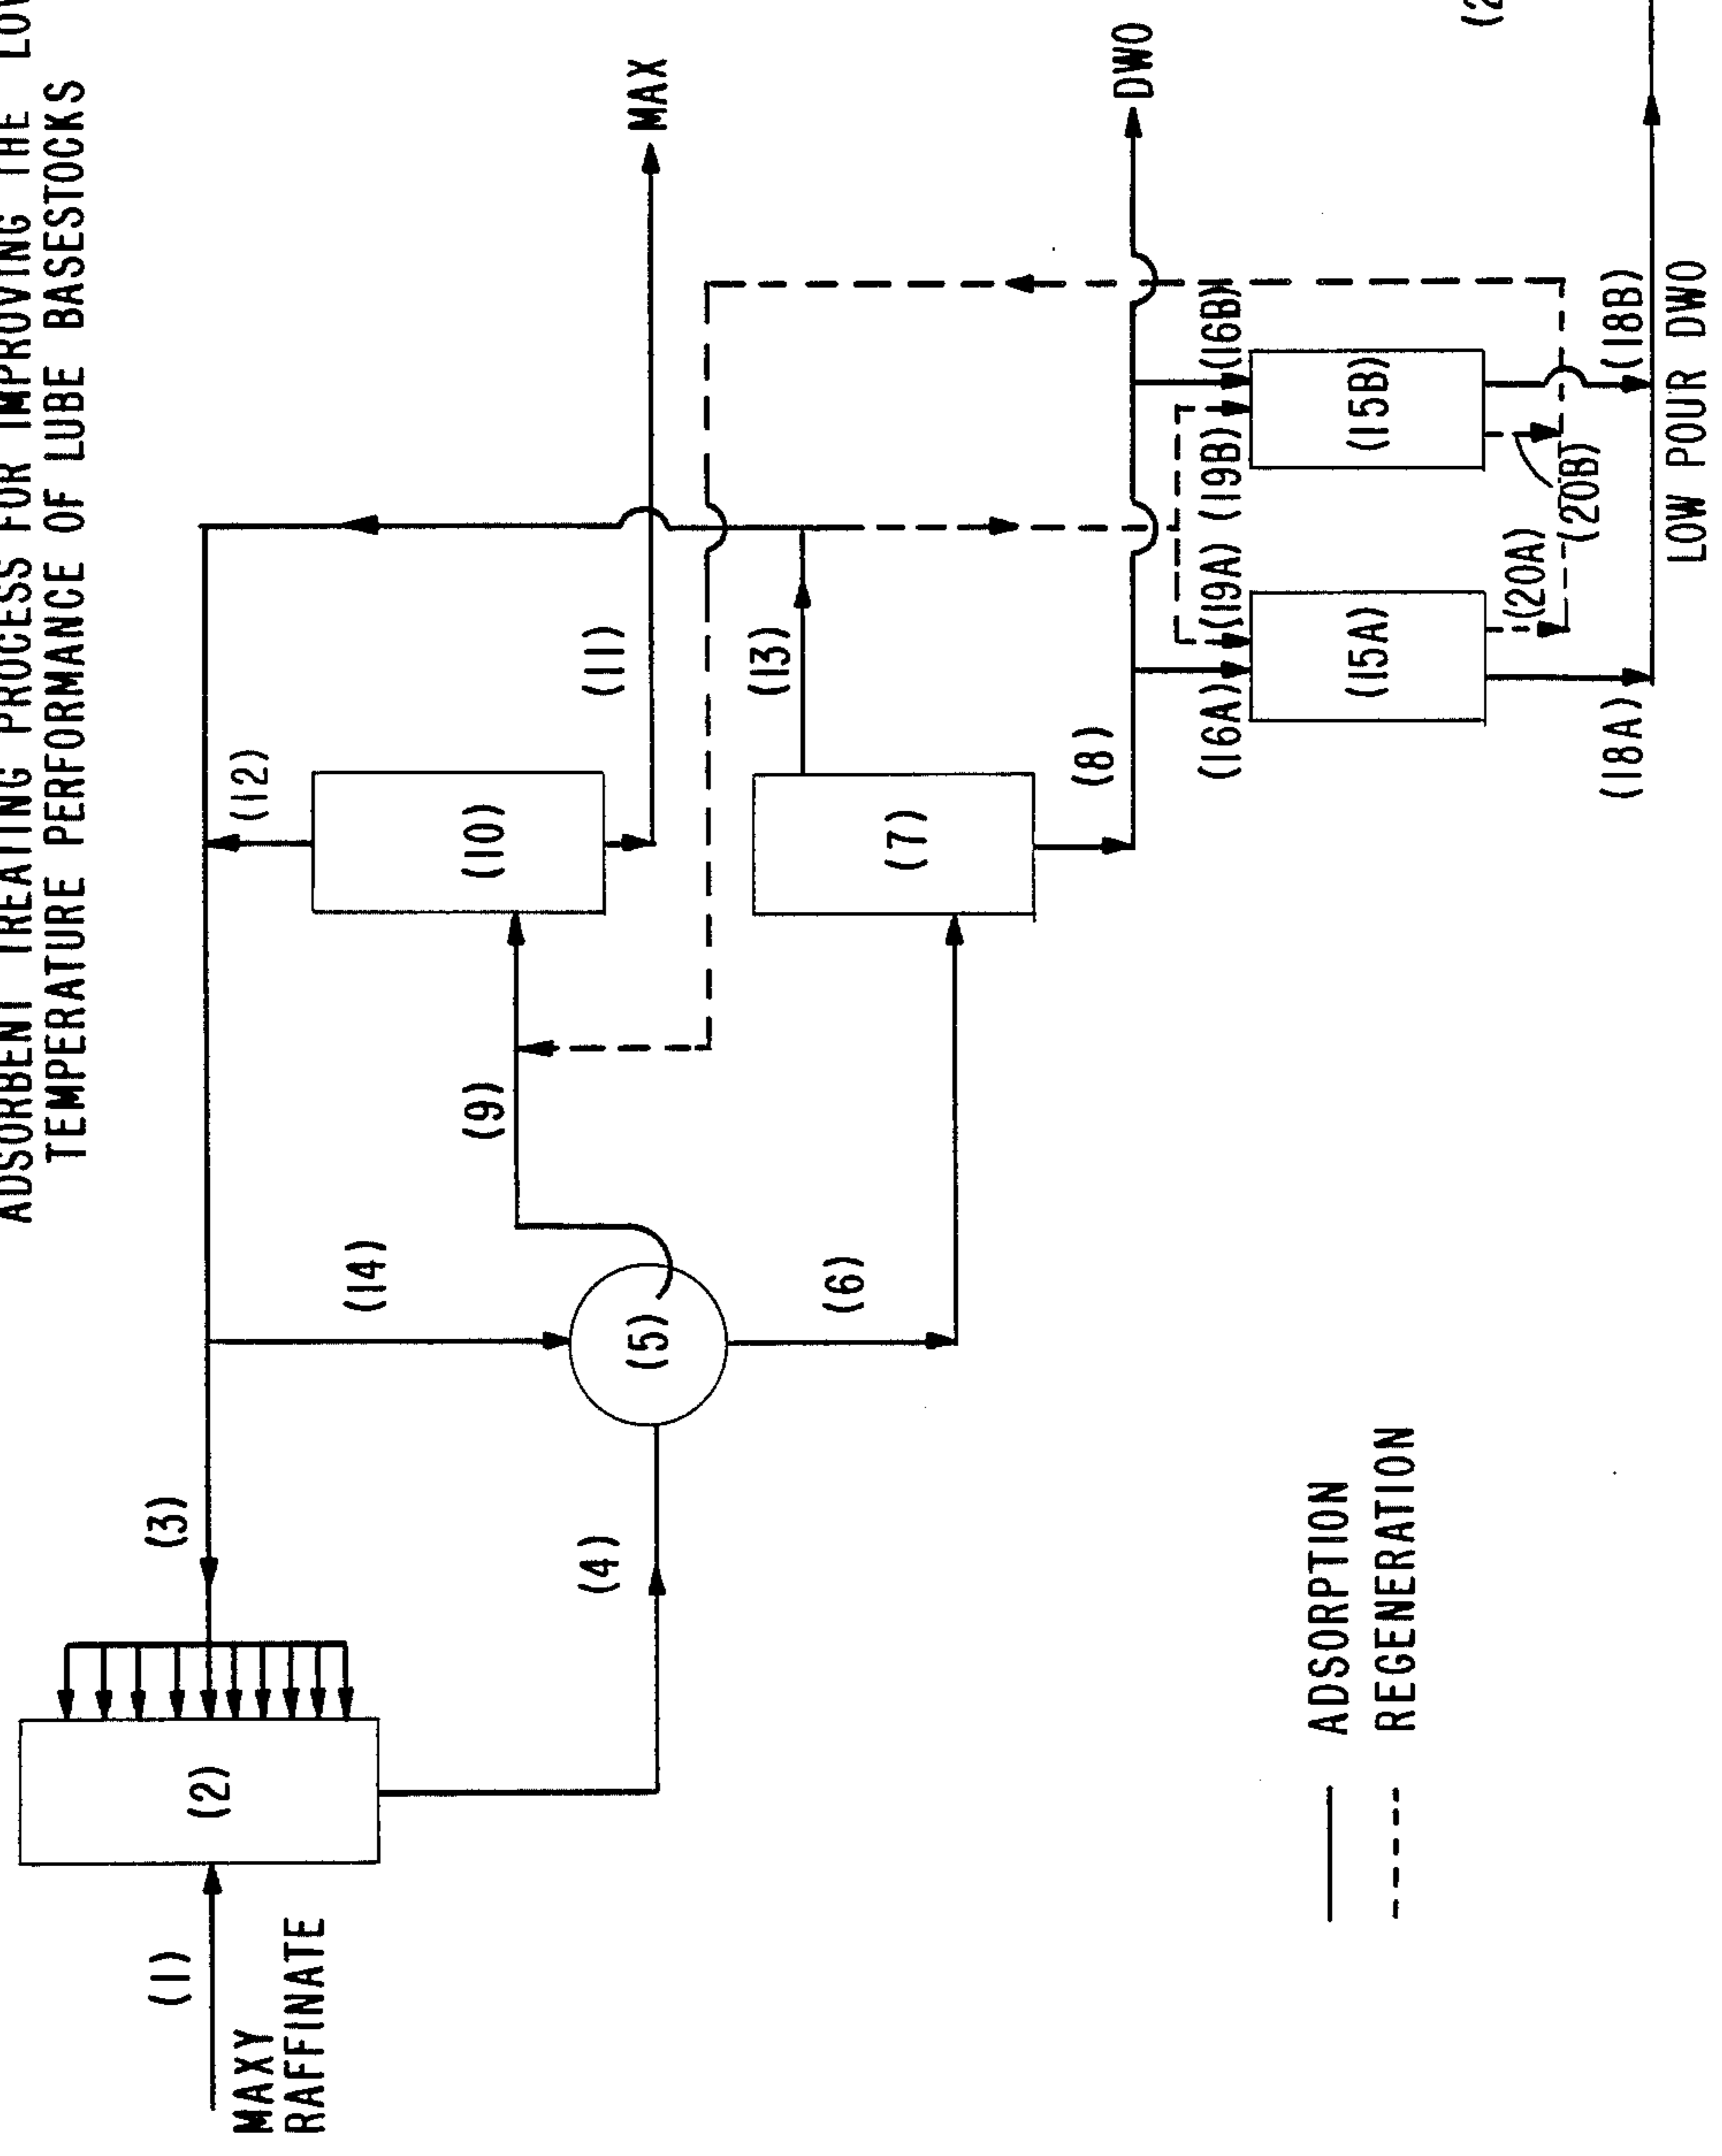 ADSORBENT TREATING PROCESS FOR IMPROVING THE LOW
TEMPERATURE PERFORMANCE OF LUBE BASESTOCKS
(1)
MAXY
RAFFINATE
(2)
(3)
(12)
(14)
(4)
(5)
(9)
(10)
(11)
MAX
(6)
(7)
(13)
(8)
DWO
(16A)
(19A)
(19B)
(16B)
(15A)
(15B)
(20A)
(20B)
(18A)
(18B)
LOW POUR DWO
ADSORPTION
REGENERATION